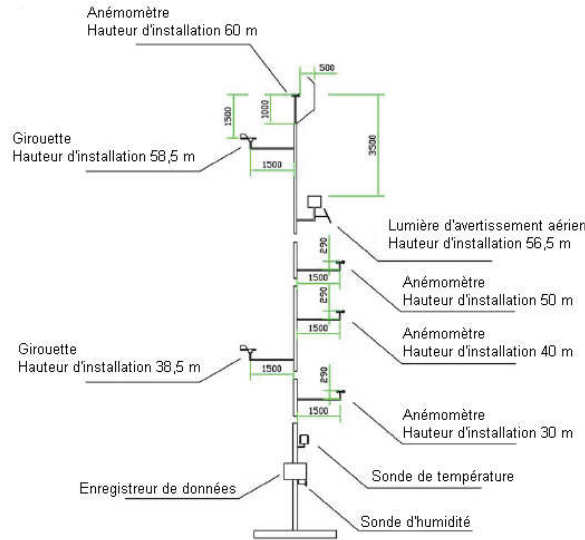 Anémomètre
Hauteur d'installation 60 m
500
1500
1000
Girouette
Hauteur d'installation 58,5 m
1500
3500
Lumière d'avertissement aérien
Hauteur d'installation 56,5 m
290
1500
Anémomètre
Hauteur d'installation 50 m
290
1500
Anémomètre
Hauteur d'installation 40 m
Girouette
Hauteur d'installation 38,5 m
1500
290
1500
Anémomètre
Hauteur d'installation 30 m
Sonde de température
Enregistreur de données
Sonde d'humidité